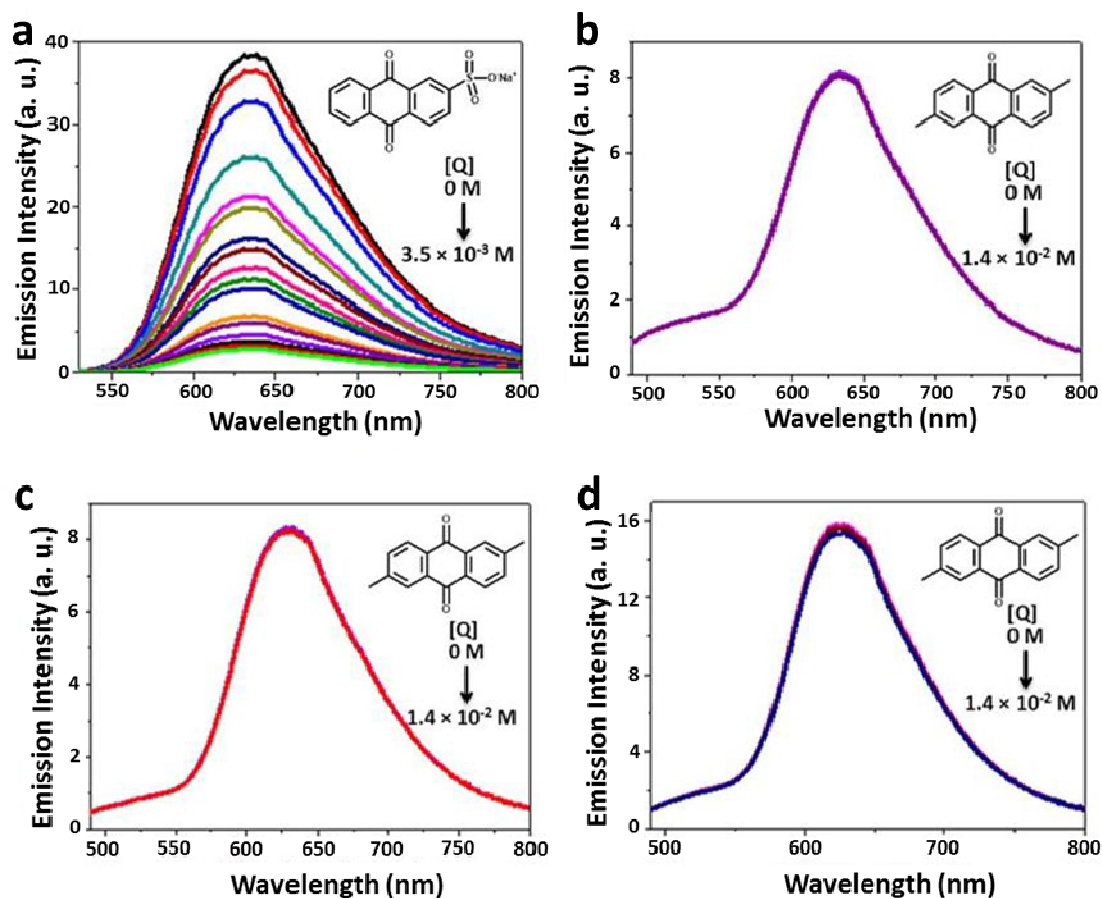 a
Emission Intensity (a. u.)
40
30
20
10
0
O
O
O
S
O
O⁻Na⁺
[Q]
0 M
3.5 × 10⁻³ M
550 600 650 700 750 800
Wavelength (nm)
b
Emission Intensity (a. u.)
8
6
4
2
0
O
O
[Q]
0 M
1.4 × 10⁻² M
500 550 600 650 700 750 800
Wavelength (nm)
c
Emission Intensity (a. u.)
8
6
4
2
0
O
O
[Q]
0 M
1.4 × 10⁻² M
500 550 600 650 700 750 800
Wavelength (nm)
d
Emission Intensity (a. u.)
16
12
8
4
0
O
O
[Q]
0 M
1.4 × 10⁻² M
500 600 700 800
Wavelength (nm)